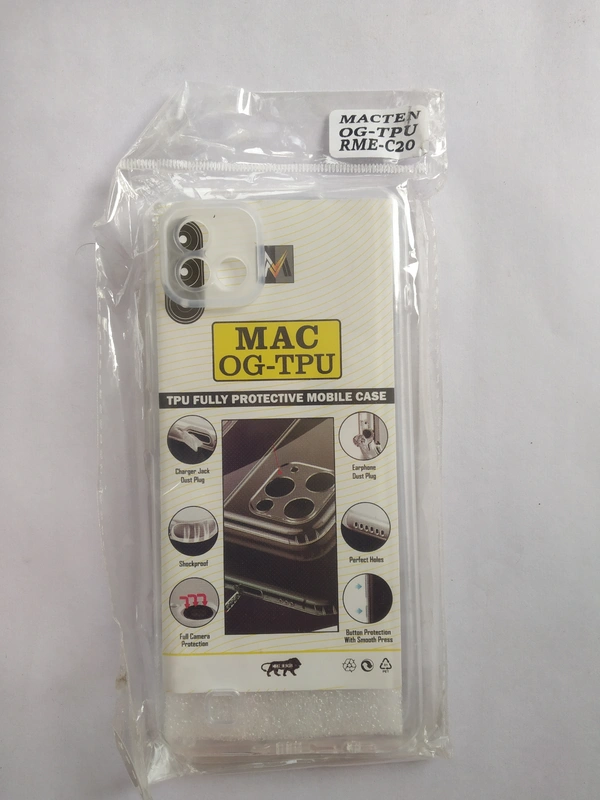 MACTEN
OG-TPU
RME-C20
MAC
OG-TPU
TPU FULLY PROTECTIVE MOBILE CASE
Charger Jack
Dust Plug
Earphone
Dust Plug
Shockproof
Perfect Holes
Full Camera
Protection
Button Protection
With Smooth Press